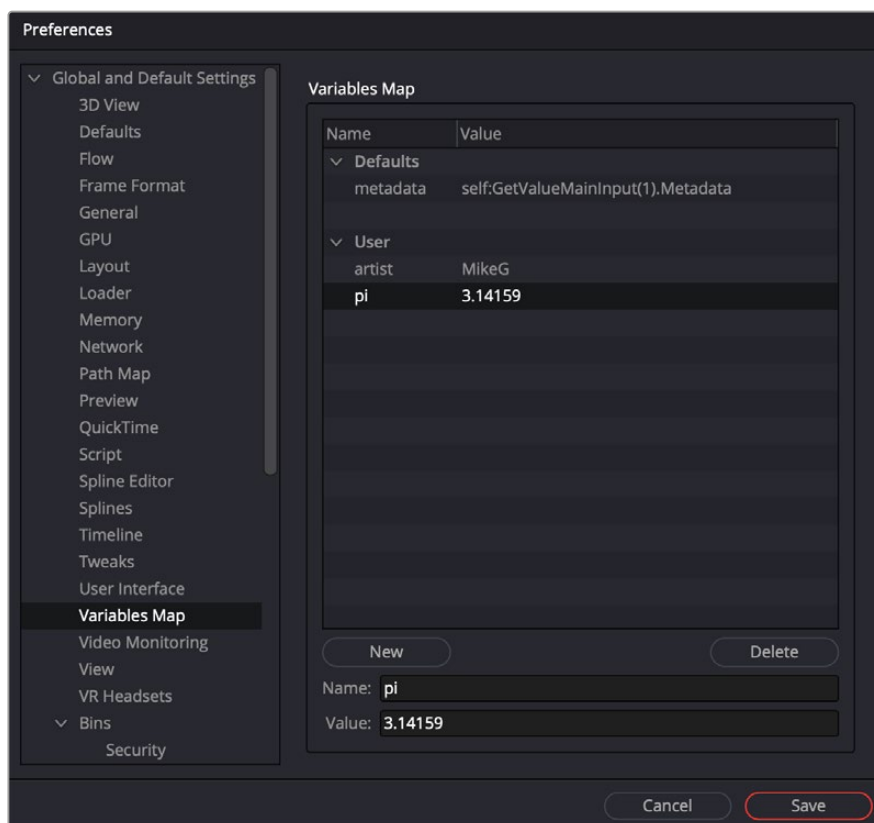 Preferences
Global and Default Settings
3D View
Defaults
Flow
Frame Format
General
GPU
Layout
Loader
Memory
Network
Path Map
Preview
QuickTime
Script
Spline Editor
Splines
Timeline
Tweaks
User Interface
Variables Map
Video Monitoring
View
VR Headsets
Bins
Security
Variables Map
Name Value
Defaults
metadata self:GetValueMainInput(1).Metadata
User
artist MikeG
pi 3.14159
New Delete
Name: pi
Value: 3.14159
Cancel Save